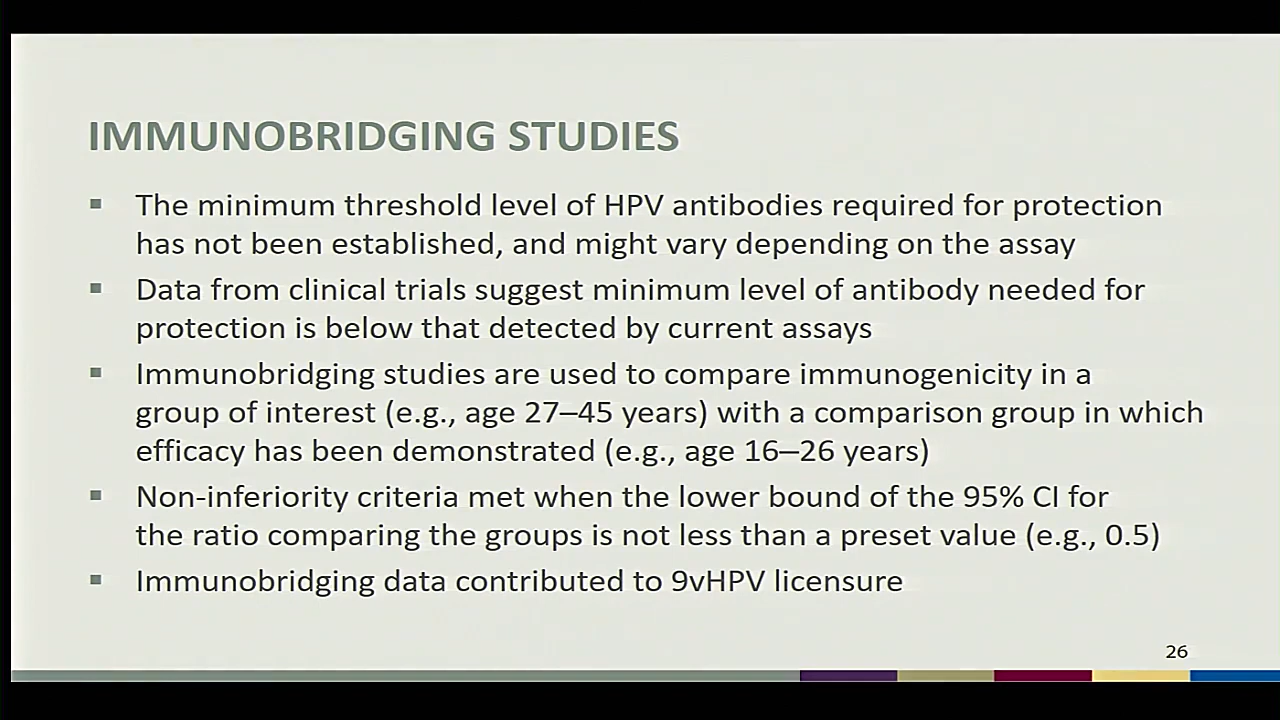 IMMUNOBRIDGING STUDIES
▪ The minimum threshold level of HPV antibodies required for protection
has not been established, and might vary depending on the assay
▪ Data from clinical trials suggest minimum level of antibody needed for
protection is below that detected by current assays
▪ Immunobridging studies are used to compare immunogenicity in a
group of interest (e.g., age 27–45 years) with a comparison group in which
efficacy has been demonstrated (e.g., age 16–26 years)
▪ Non-inferiority criteria met when the lower bound of the 95% CI for
the ratio comparing the groups is not less than a preset value (e.g., 0.5)
▪ Immunobridging data contributed to 9vHPV licensure
26